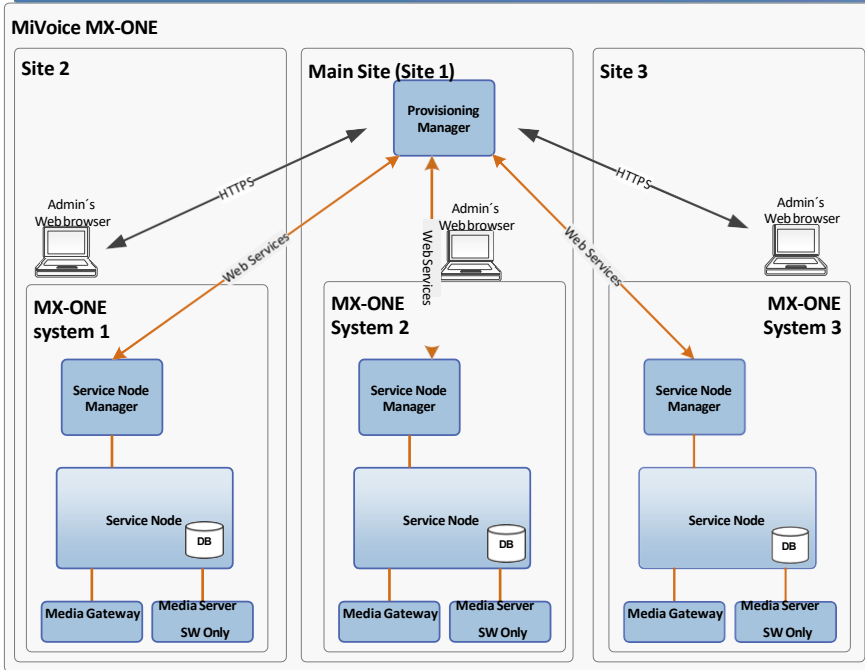 MiVoice MX-ONE
Site 2
Main Site (Site 1)
Site 3
Provisioning
Manager
HTTPS
HTTPS
Admin´s
Web browser
Admin´s
Web browser
Admin´s
Web browser
Web Services
Web Services
Web Services
MX-ONE
system 1
MX-ONE
System 2
MX-ONE
System 3
Service Node
Manager
Service Node
Manager
Service Node
Manager
Service Node
DB
Service Node
DB
Service Node
DB
Media Gateway
Media Server
SW Only
Media Gateway
Media Server
SW Only
Media Gateway
Media Server
SW Only